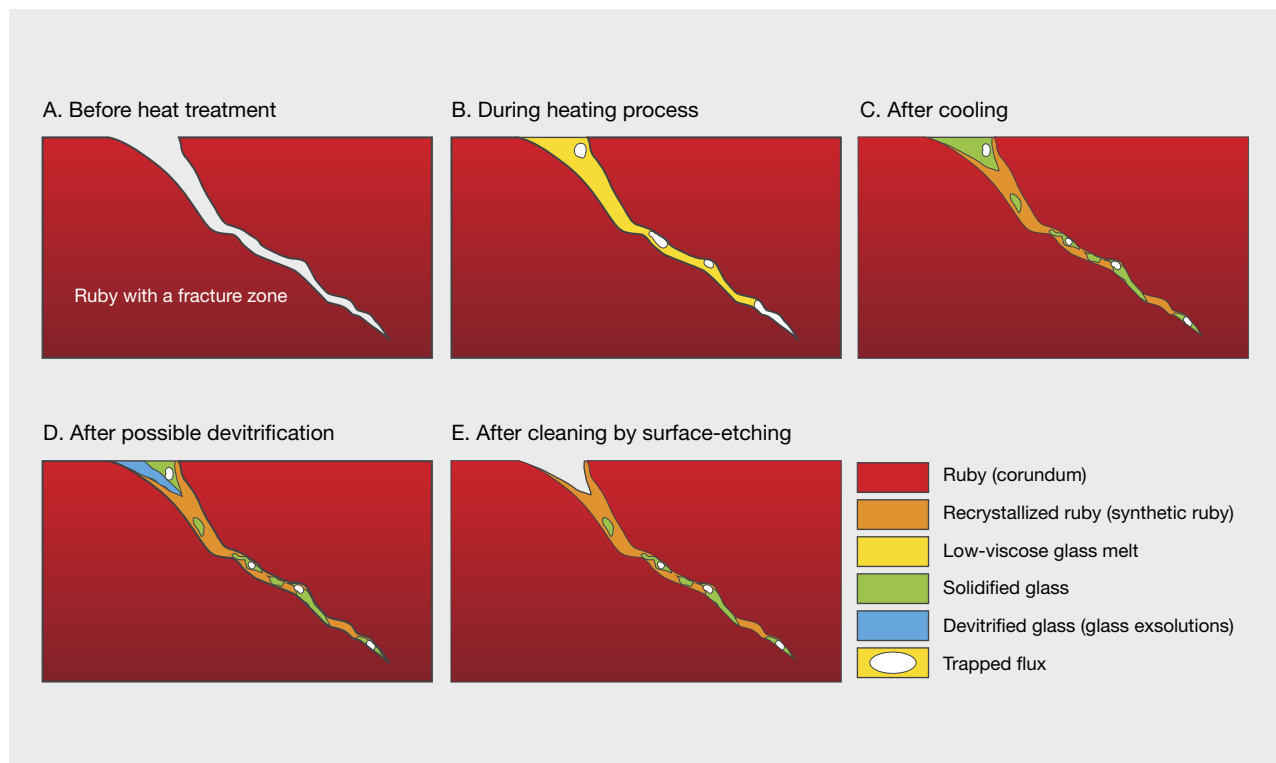 A. Before heat treatment
B. During heating process
C. After cooling
Ruby with a fracture zone
D. After possible devitrification
E. After cleaning by surface-etching
Ruby (corundum)
Recrystallized ruby (synthetic ruby)
Low-viscose glass melt
Solidified glass
Devitrified glass (glass exsolutions)
Trapped flux